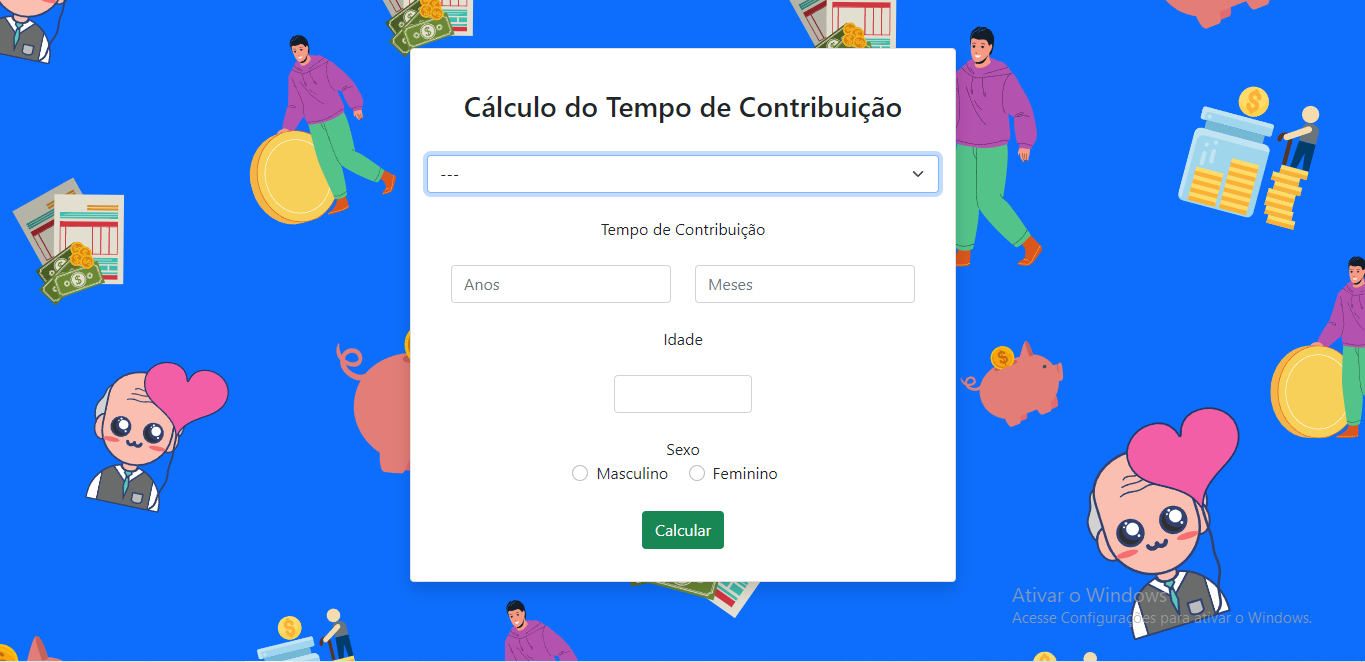 Cálculo do Tempo de Contribuição
---
Tempo de Contribuição
Anos Meses
Idade
Sexo
Masculino Feminino
Calcular
Ativar o Windows
Acesse Configurações para ativar o Windows.